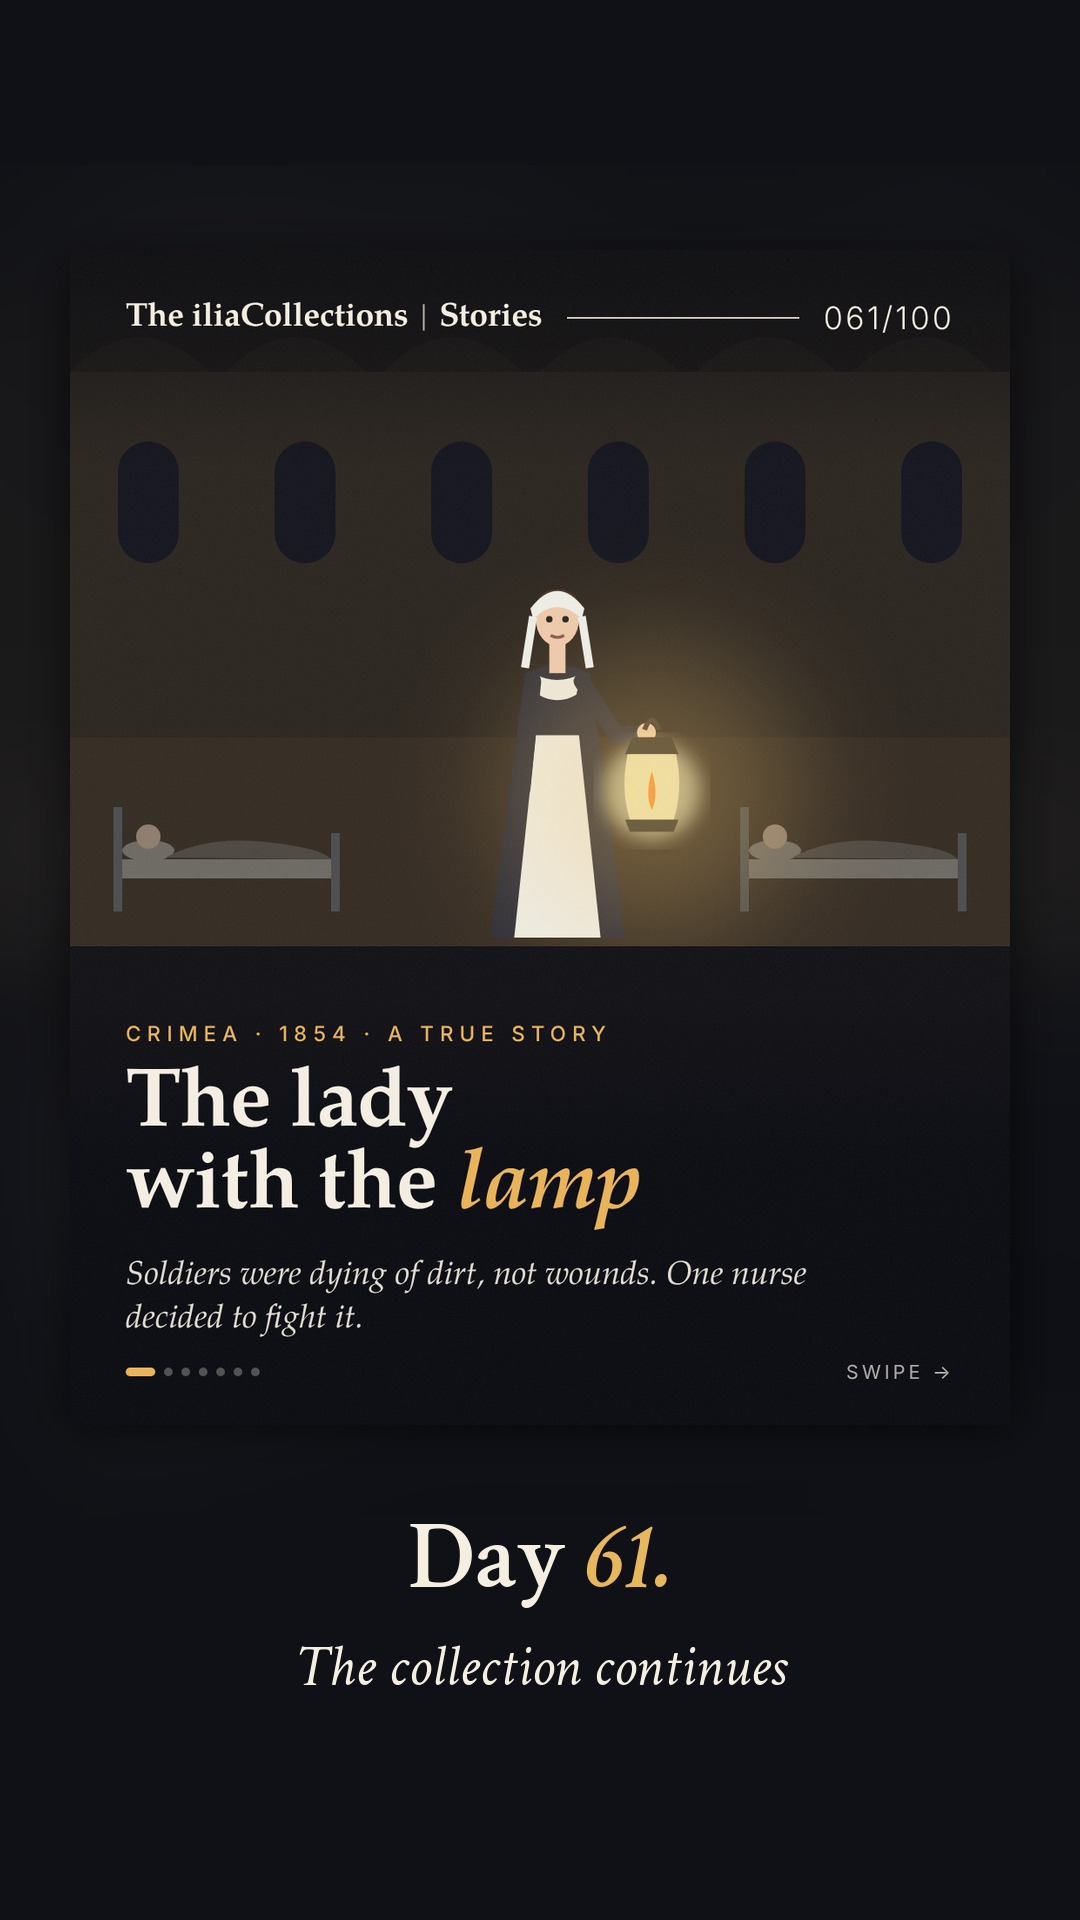 The iliaCollections | Stories 061/100
CRIMEA · 1854 · A TRUE STORY
The lady
with the lamp
Soldiers were dying of dirt, not wounds. One nurse
decided to fight it.
SWIPE →
Day 61.
The collection continues